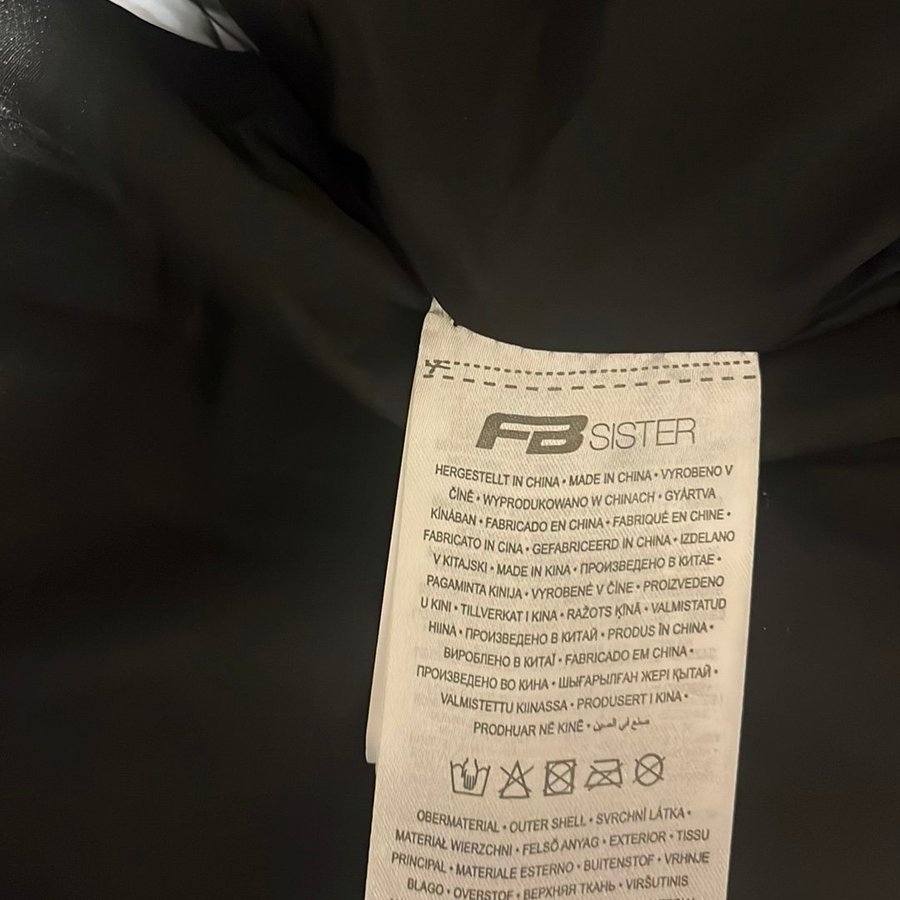 FB SISTER
HERGESTELLT IN CHINA • MADE IN CHINA • VYROBENO V
ČÍNĚ • WYPRODUKOWANO W CHINACH • GYÁRTVA
KÍNÁBAN • FABRICADO EN CHINA • FABRIQUÉ EN CHINE •
FABRICATO IN CINA • GEFABRICEERD IN CHINA • IZDELANO
V KITAJSKI • MADE IN KINA • ПРОИЗВЕДЕНО В КИТАЕ •
PAGAMINTA KINIJA • VYROBENÉ V ČÍNE • PROIZVEDENO
U KINI • TILLVERKAT I KINA • RAŽOTS ĶĪNĀ • VALMISTATUD
HIINA • ПРОИЗВЕДЕНО В КИТАЙ • PRODUS ÎN CHINA •
ВИРОБЛЕНО В КИТАЇ • FABRICADO EM CHINA •
ПРОИЗВЕДЕНО ВО КИНА • ШЫҒАРЫЛҒАН ЖЕРІ ҚЫТАЙ •
VALMISTETTU KIINASSA • PRODUSERT I KINA •
PRODHUAR NË KINË • صنع في الصين
OBERMATERIAL • OUTER SHELL • SVRCHNÍ LÁTKA •
MATERIAŁ WIERZCHNI • FELSŐ ANYAG • EXTERIOR • TISSU
PRINCIPAL • MATERIALE ESTERNO • BUITENSTOF • VRHNJE
BLAGO • OVERSTOF • ВЕРХНЯЯ ТКАНЬ • VIRŠUTINIS